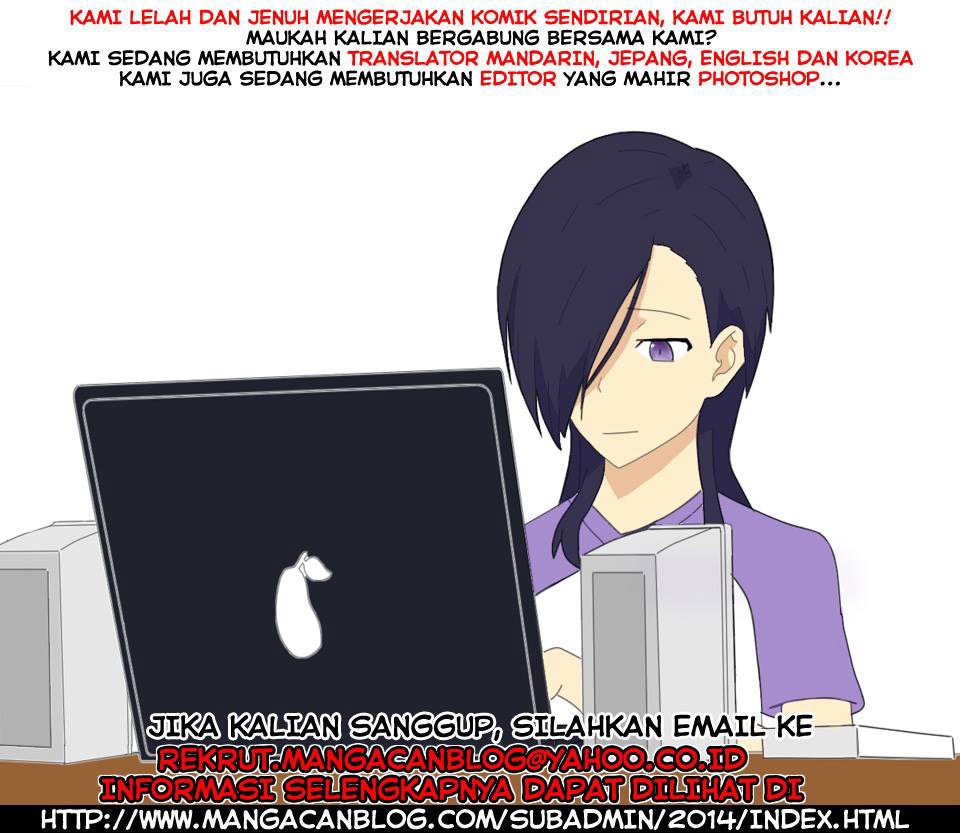 KAMI LELAH DAN JENUH MENGERJAKAN KOMIK SENDIRIAN, KAMI BUTUH KALIAN!!
MAUKAH KALIAN BERGABUNG BERSAMA KAMI?
KAMI SEDANG MEMBUTUHKAN TRANSLATOR MANDARIN, JEPANG, ENGLISH DAN KOREA
KAMI JUGA SEDANG MEMBUTUHKAN EDITOR YANG MAHIR PHOTOSHOP...
JIKA KALIAN SANGGUP, SILAHKAN EMAIL KE
REKRUT.MANGACANBLOG@YAHOO.CO.ID
INFORMASI SELENGKAPNYA DAPAT DILIHAT DI
HTTP://WWW.MANGACANBLOG.COM/SUBADMIN/2014/INDEX.HTML